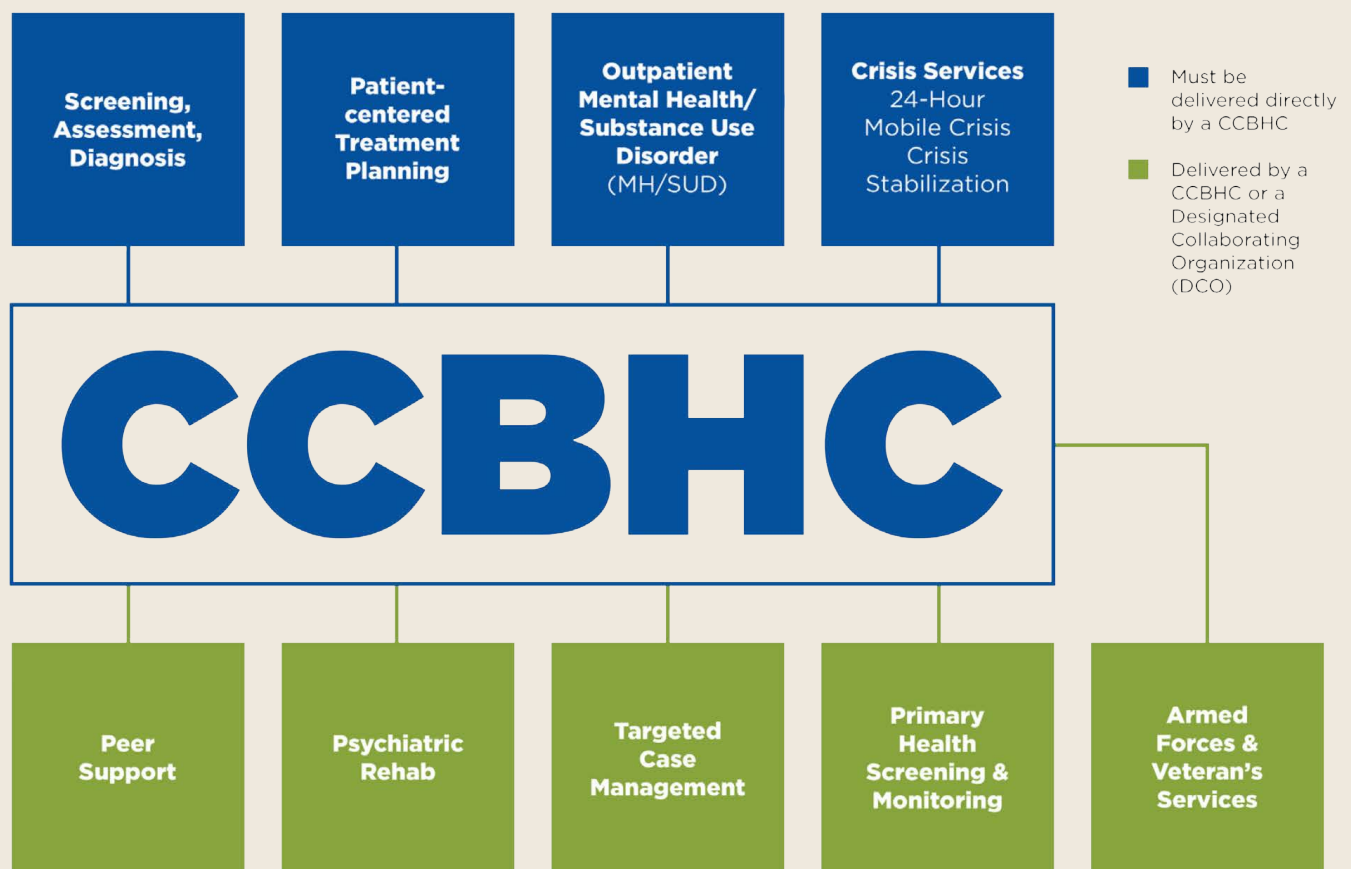 Screening,
Assessment,
Diagnosis
Patient-
centered
Treatment
Planning
Outpatient
Mental Health/
Substance Use
Disorder
(MH/SUD)
Crisis Services
24-Hour
Mobile Crisis
Crisis
Stabilization
Must be
delivered directly
by a CCBHC
Delivered by a
CCBHC or a
Designated
Collaborating
Organization
(DCO)
CCBHC
Peer
Support
Psychiatric
Rehab
Targeted
Case
Management
Primary
Health
Screening &
Monitoring
Armed
Forces &
Veteran’s
Services